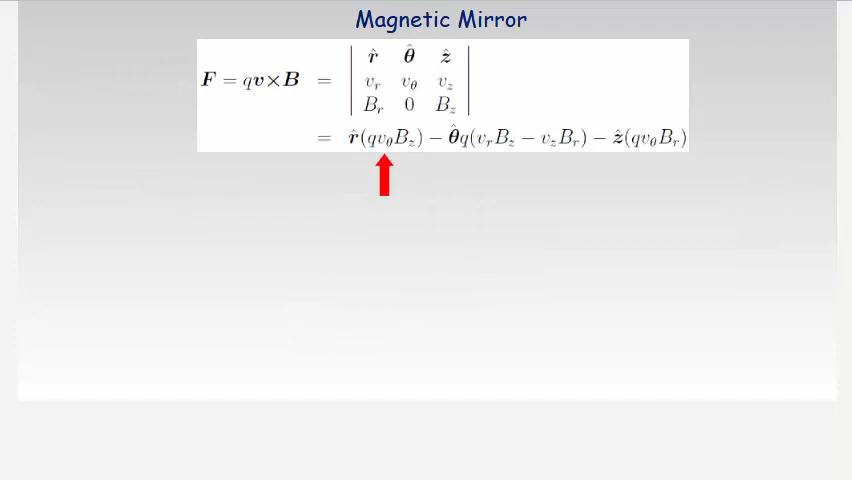 Magnetic Mirror
r̂ θ̂ ẑ
F = qv×B = | v_r v_θ v_z |
B_r 0 B_z
= r̂(qv_θB_z) − θ̂q(v_rB_z − v_zB_r) − ẑ(qv_θB_r)